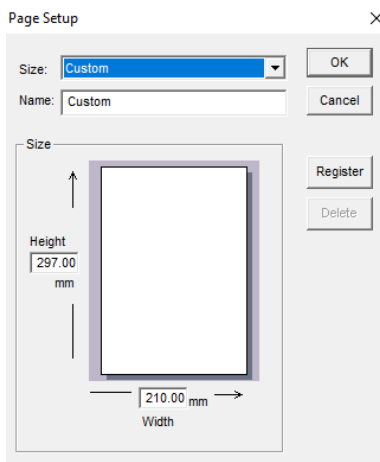 Page Setup
Size: Custom
OK
Name: Custom
Cancel
Size
Register
Delete
Height
297.00
mm
210.00 mm
Width